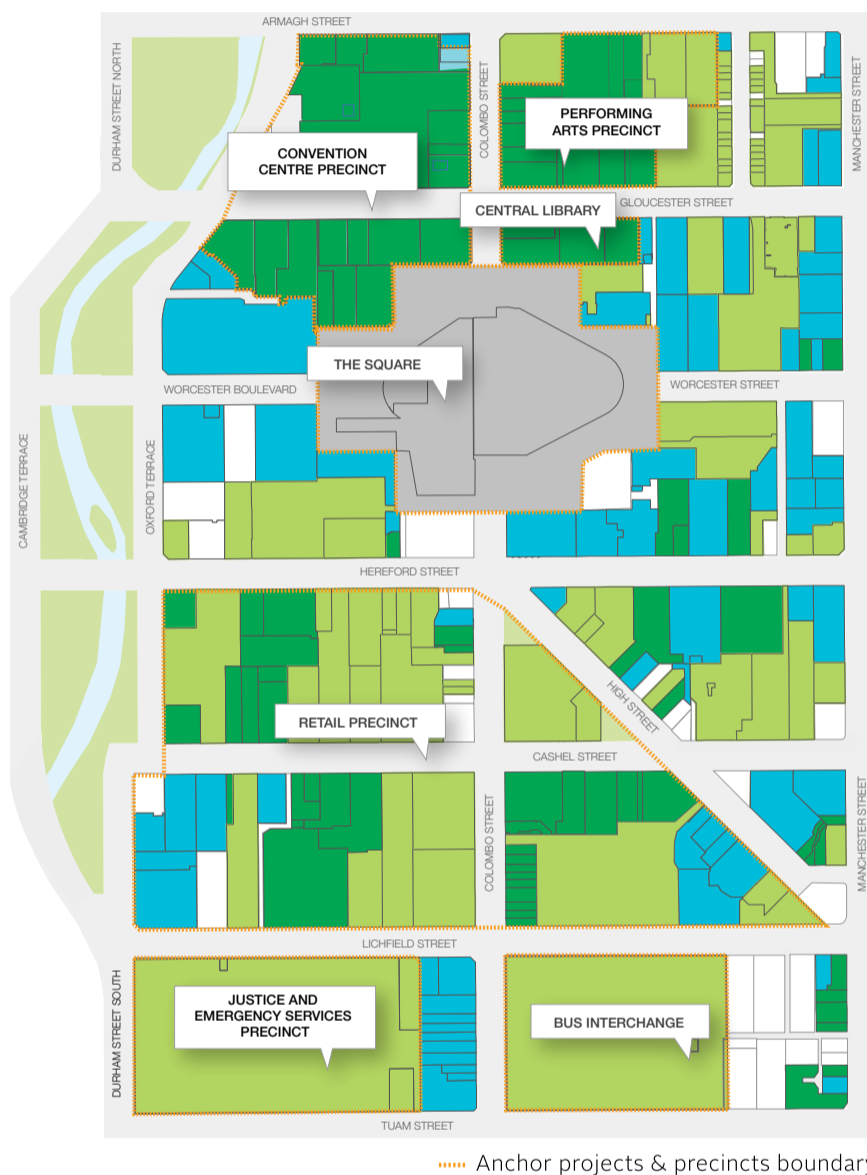 ARMAGH STREET
DURHAM STREET NORTH
COLOMBO STREET
MANCHESTER STREET
PERFORMING
ARTS PRECINCT
CONVENTION
CENTRE PRECINCT
CENTRAL LIBRARY
GLOUCESTER STREET
THE SQUARE
WORCESTER BOULEVARD
WORCESTER STREET
CAMBRIDGE TERRACE
OXFORD TERRACE
HEREFORD STREET
HIGH STREET
RETAIL PRECINCT
CASHEL STREET
COLOMBO STREET
MANCHESTER STREET
LICHFIELD STREET
DURHAM STREET SOUTH
JUSTICE AND
EMERGENCY SERVICES
PRECINCT
BUS INTERCHANGE
TUAM STREET
Anchor projects & precincts boundary